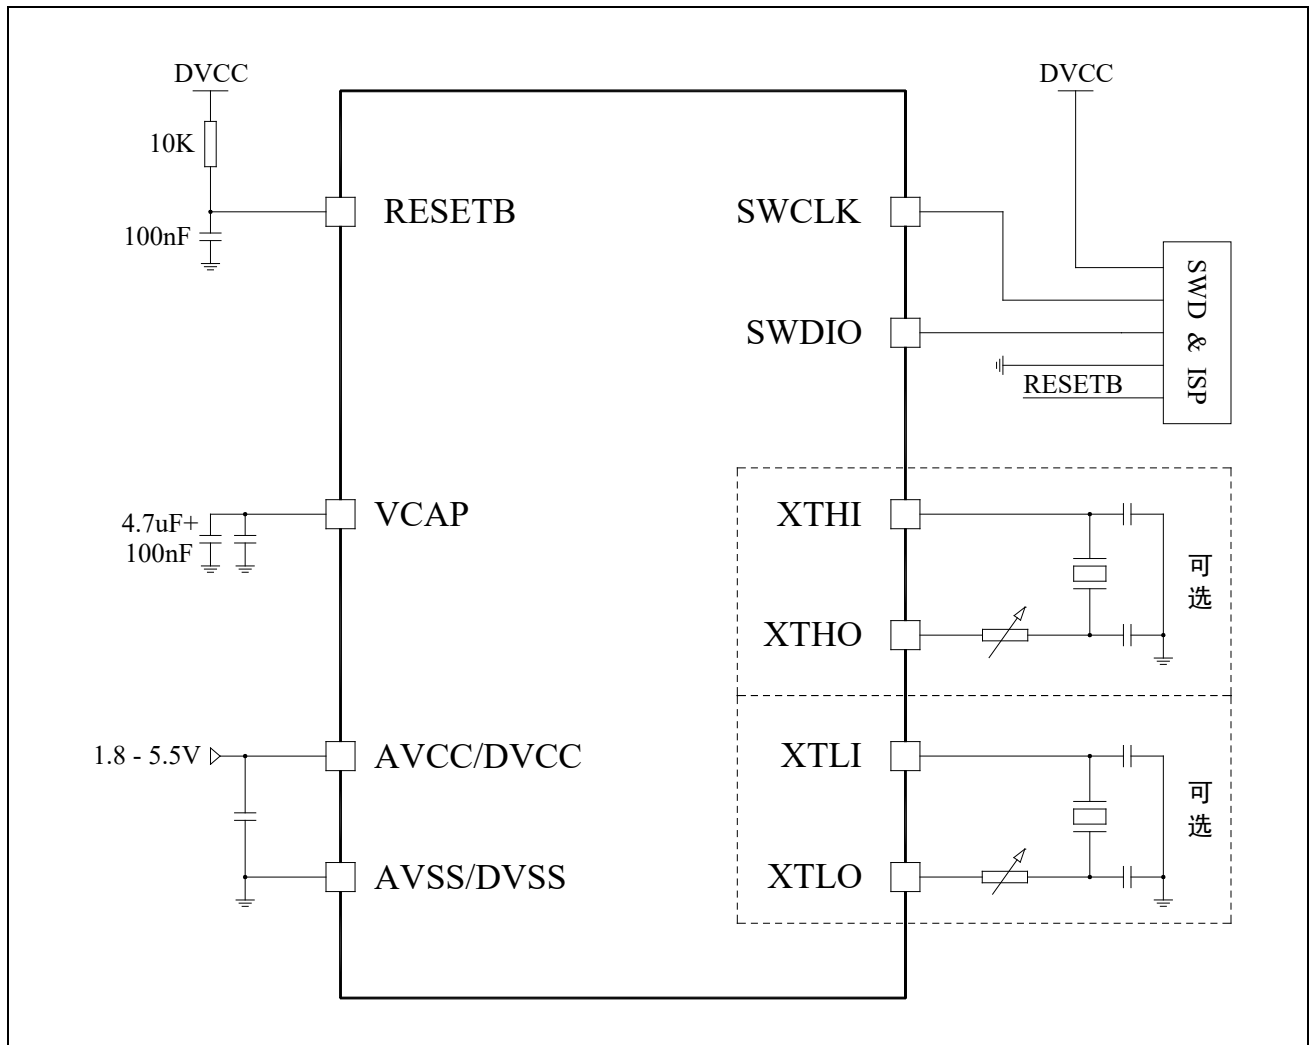 DVCC
DVCC
10K
RESETB
SWCLK
100nF
SWD & ISP
SWDIO
RESETB
4.7uF+
100nF
VCAP
XTHI
可
选
XTHO
1.8 - 5.5V
AVCC/DVCC
XTLI
可
选
AVSS/DVSS
XTLO